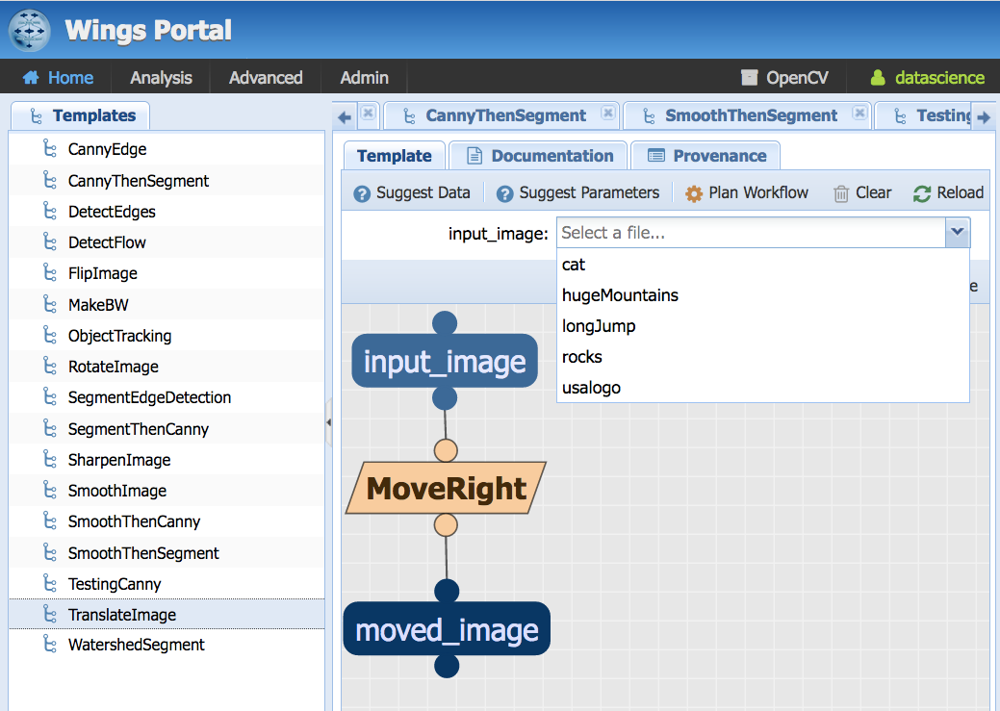 Wings Portal
Home Analysis Advanced Admin OpenCV datascience
Templates
CannyEdge
CannyThenSegment
DetectEdges
DetectFlow
FlipImage
MakeBW
ObjectTracking
RotateImage
SegmentEdgeDetection
SegmentThenCanny
SharpenImage
SmoothImage
SmoothThenCanny
SmoothThenSegment
TestingCanny
TranslateImage
WatershedSegment
CannyThenSegment SmoothThenSegment Testing
Template Documentation Provenance
Suggest Data Suggest Parameters Plan Workflow Clear Reload
input_image: Select a file...
cat
hugeMountains
longJump
rocks
usalogo
e
input_image
MoveRight
moved_image